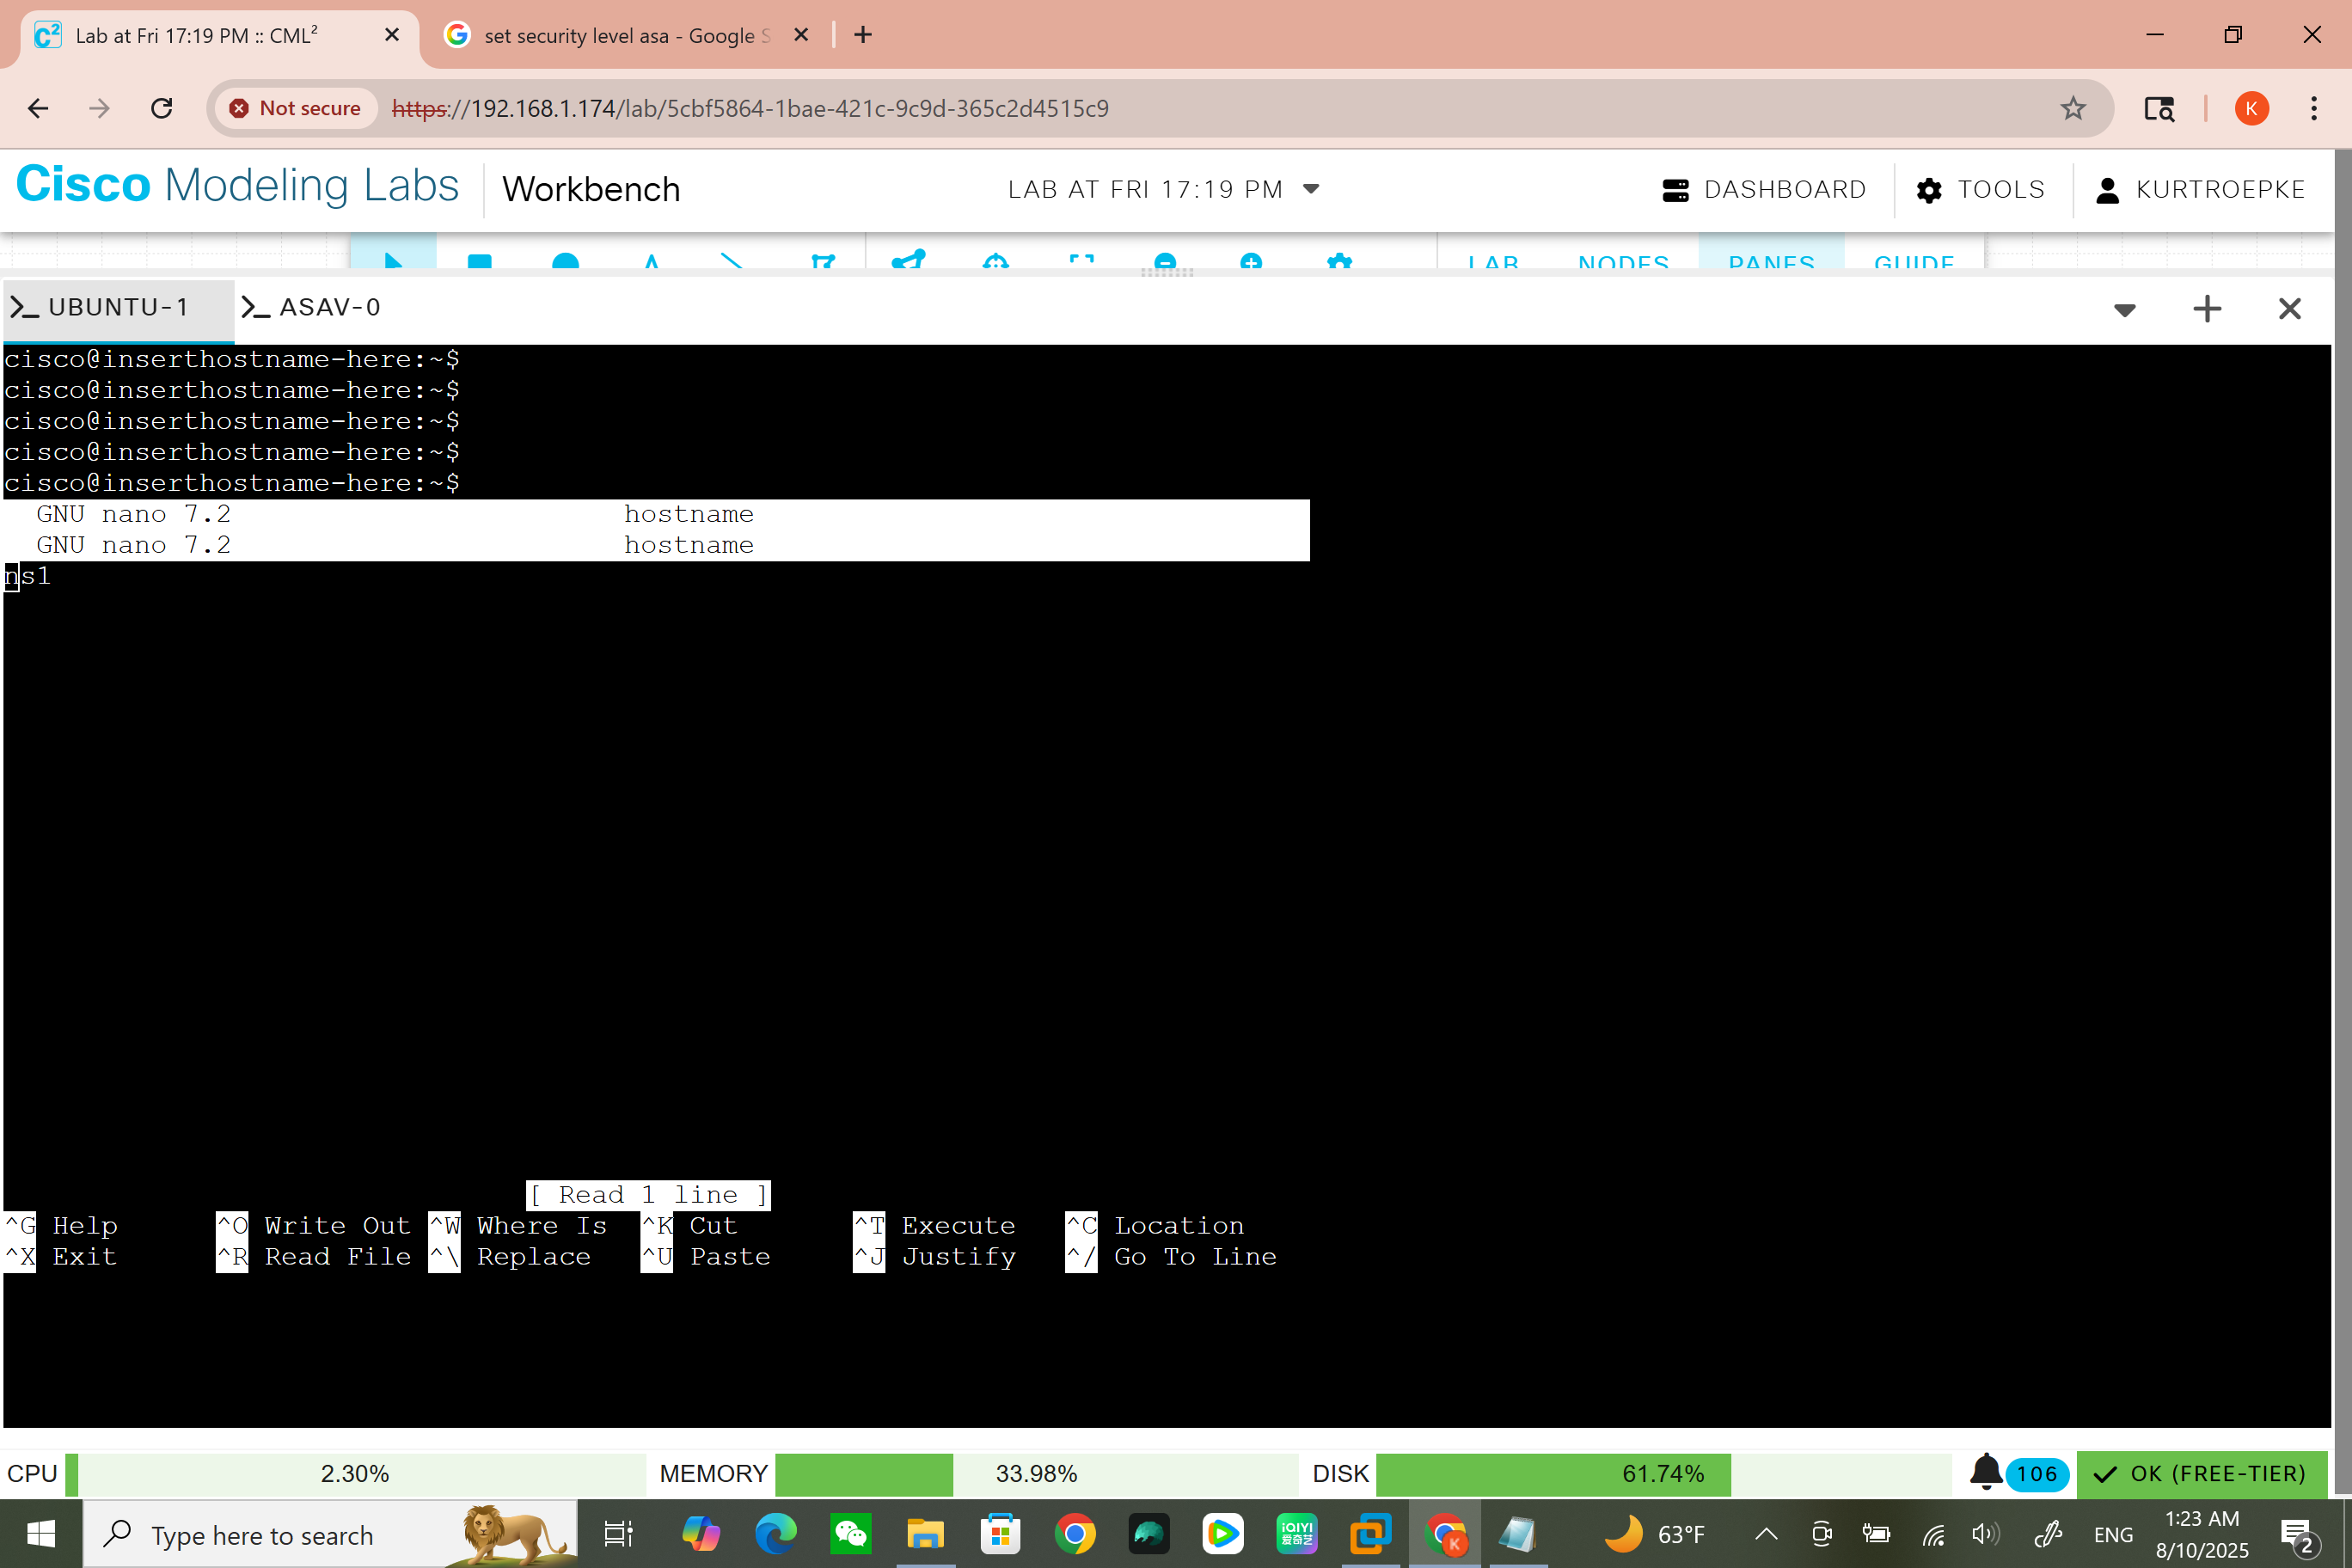 Lab at Fri 17:19 PM :: CML²
set security level asa - Google S
Not secure
https://192.168.1.174/lab/5cbf5864-1bae-421c-9c9d-365c2d4515c9
K
Cisco Modeling Labs
Workbench
LAB AT FRI 17:19 PM
DASHBOARD
TOOLS
KURTROEPKE
LAB
NODES
PANES
GUIDE
UBUNTU-1
ASAV-0
cisco@inserthostname-here:~$
cisco@inserthostname-here:~$
cisco@inserthostname-here:~$
cisco@inserthostname-here:~$
cisco@inserthostname-here:~$
GNU nano 7.2 hostname
GNU nano 7.2 hostname
ns1
[ Read 1 line ]
^G Help ^O Write Out ^W Where Is ^K Cut ^T Execute ^C Location
^X Exit ^R Read File ^\ Replace ^U Paste ^J Justify ^/ Go To Line
CPU 2.30% MEMORY 33.98% DISK 61.74% 106 OK (FREE-TIER)
Type here to search
iQIYI
爱奇艺
K
63°F
ENG
1:23 AM
8/10/2025
2